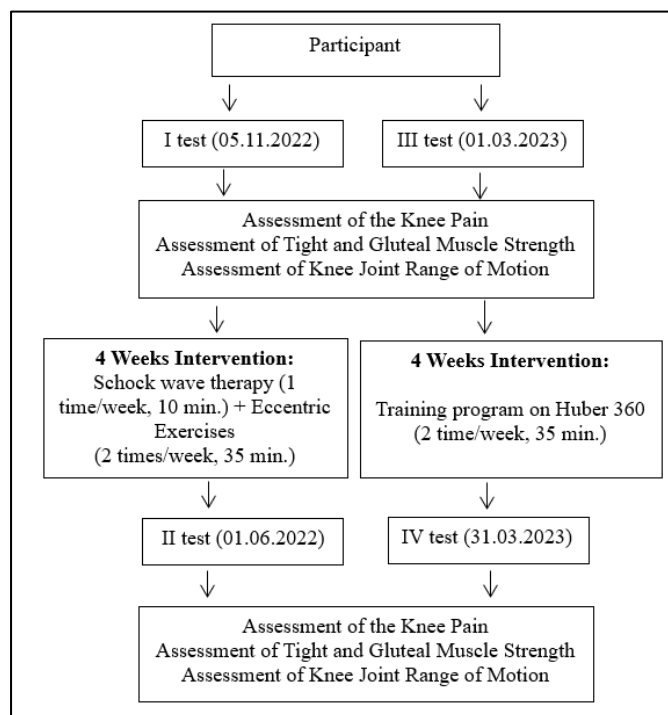 Participant
I test (05.11.2022)
III test (01.03.2023)
Assessment of the Knee Pain
Assessment of Tight and Gluteal Muscle Strength
Assessment of Knee Joint Range of Motion
4 Weeks Intervention:
Schock wave therapy (1
time/week, 10 min.) + Eccentric
Exercises
(2 times/week, 35 min.)
4 Weeks Intervention:
Training program on Huber 360
(2 time/week, 35 min.)
II test (01.06.2022)
IV test (31.03.2023)
Assessment of the Knee Pain
Assessment of Tight and Gluteal Muscle Strength
Assessment of Knee Joint Range of Motion